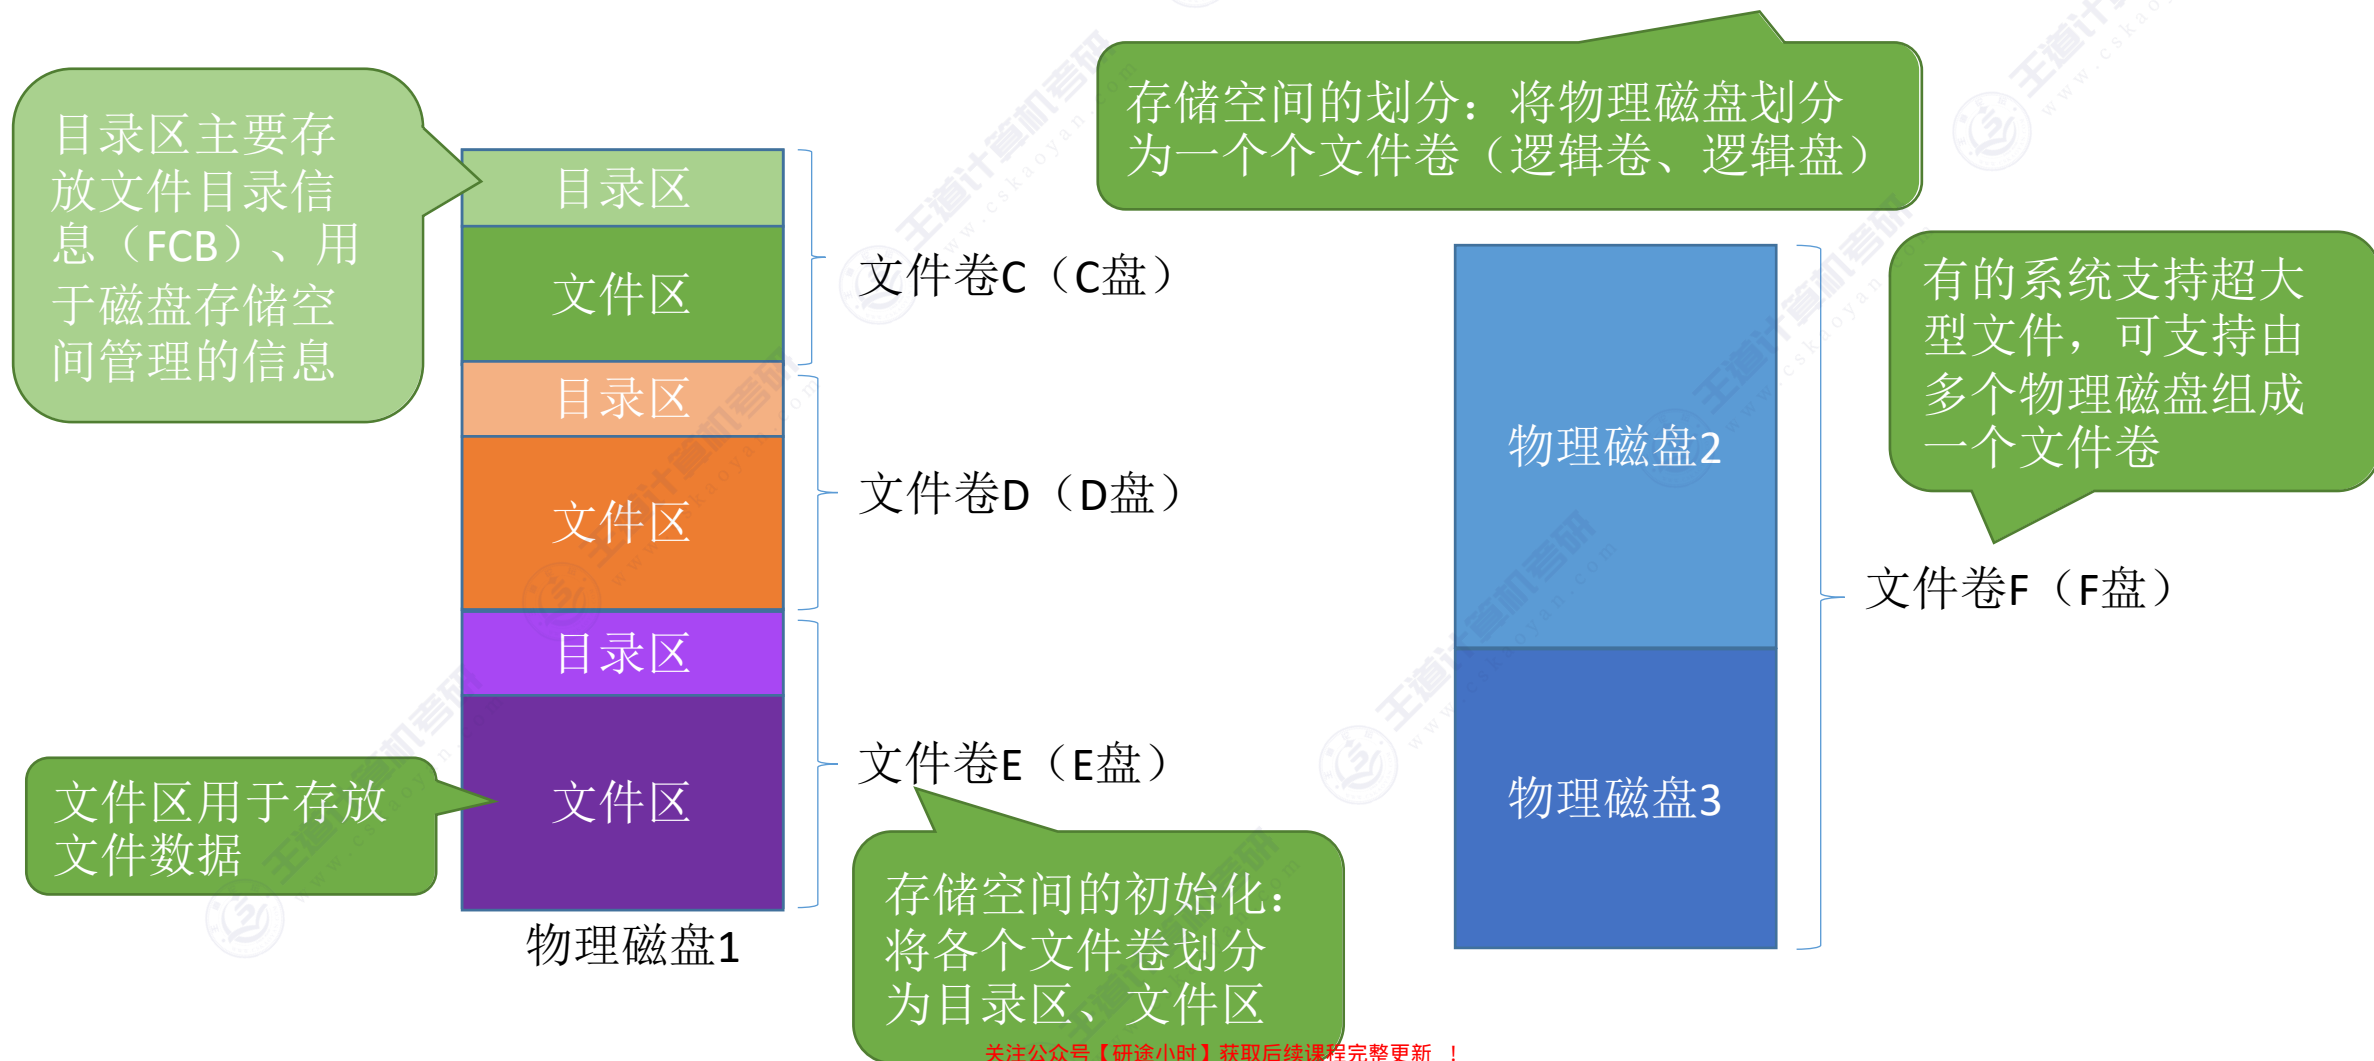 存储空间的划分：将物理磁盘划分
为一个个文件卷（逻辑卷、逻辑盘）
目录区主要存
放文件目录信
息（FCB）、用
于磁盘存储空
间管理的信息
目录区
文件区
文件卷C（C盘）
目录区
文件区
文件卷D（D盘）
目录区
文件区
文件卷E（E盘）
文件区用于存放
文件数据
物理磁盘1
存储空间的初始化：
将各个文件卷划分
为目录区、文件区
物理磁盘2
物理磁盘3
有的系统支持超大
型文件，可支持由
多个物理磁盘组成
一个文件卷
文件卷F（F盘）
关注公众号【研途小时】获取后续课程完整更新 ！
王道计算机考研
www.cskaoyan.com